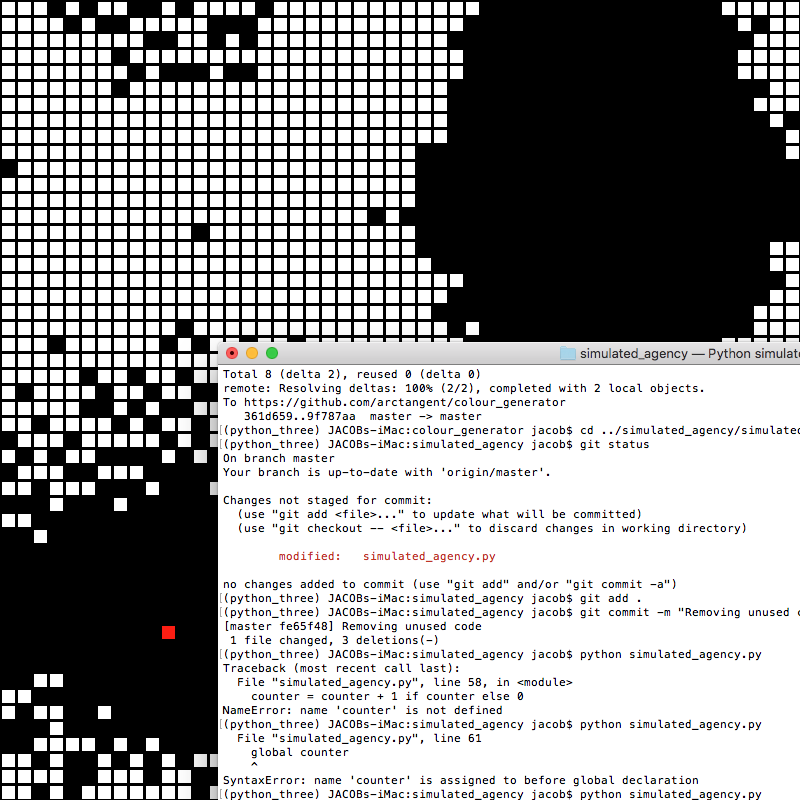 simulated_agency — Python simulate
Total 8 (delta 2), reused 0 (delta 0)
remote: Resolving deltas: 100% (2/2), completed with 2 local objects.
To https://github.com/arctangent/colour_generator
361d659..9f787aa  master -> master
[(python_three) JACOBs-iMac:colour_generator jacob$ cd ../simulated_agency/simulated
[(python_three) JACOBs-iMac:simulated_agency jacob$ git status
On branch master
Your branch is up-to-date with 'origin/master'.
Changes not staged for commit:
(use "git add <file>..." to update what will be committed)
(use "git checkout -- <file>..." to discard changes in working directory)
modified:   simulated_agency.py
no changes added to commit (use "git add" and/or "git commit -a")
[(python_three) JACOBs-iMac:simulated_agency jacob$ git add .
[(python_three) JACOBs-iMac:simulated_agency jacob$ git commit -m "Removing unused c
[master fe65f48] Removing unused code
1 file changed, 3 deletions(-)
[(python_three) JACOBs-iMac:simulated_agency jacob$ python simulated_agency.py
Traceback (most recent call last):
File "simulated_agency.py", line 58, in <module>
counter = counter + 1 if counter else 0
NameError: name 'counter' is not defined
[(python_three) JACOBs-iMac:simulated_agency jacob$ python simulated_agency.py
File "simulated_agency.py", line 61
global counter
^
SyntaxError: name 'counter' is assigned to before global declaration
[(python_three) JACOBs-iMac:simulated_agency jacob$ python simulated_agency.py